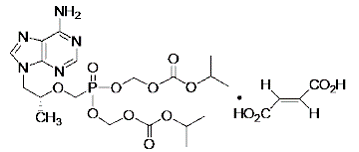 NH₂
N N
N N
O
O P O O O
CH₃ O O
O O O
CO₂H
HO₂C H
H